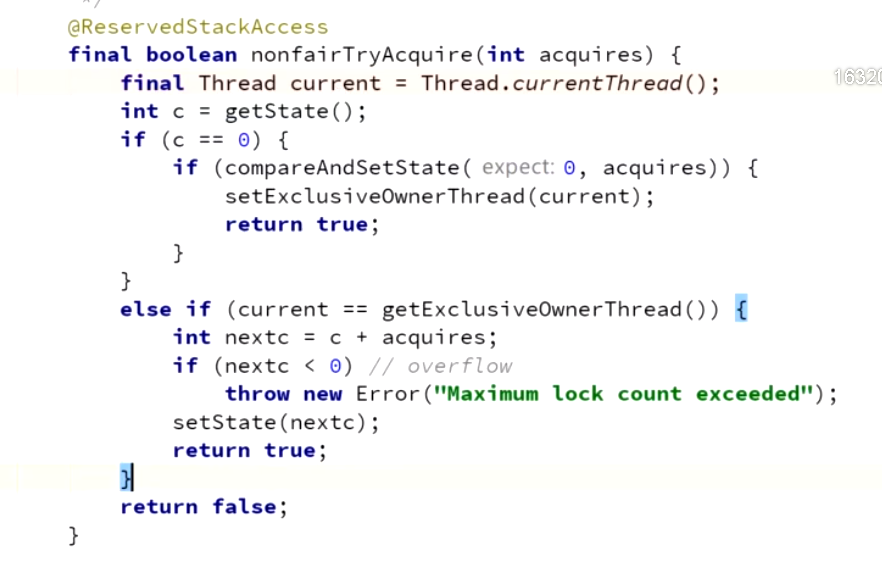 */
@ReservedStackAccess
final boolean nonfairTryAcquire(int acquires) {
    final Thread current = Thread.currentThread();
16320
    int c = getState();
    if (c == 0) {
        if (compareAndSetState( expect: 0, acquires)) {
            setExclusiveOwnerThread(current);
            return true;
        }
    }
    else if (current == getExclusiveOwnerThread()) {
        int nextc = c + acquires;
        if (nextc < 0) // overflow
            throw new Error("Maximum lock count exceeded");
        setState(nextc);
        return true;
    }
    return false;
}